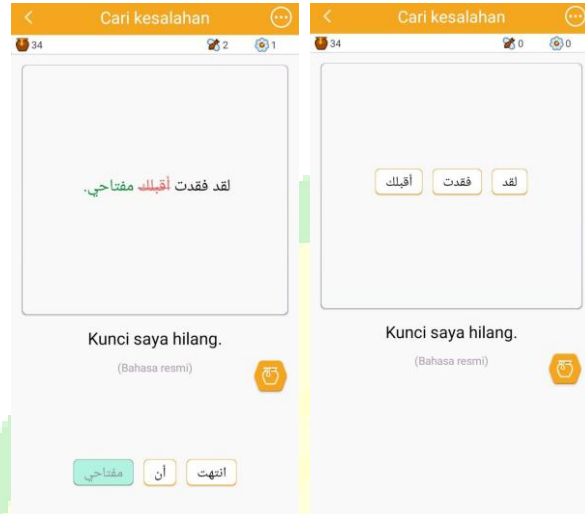 Cari kesalahan
34 2 1
لقد فقدت أقبلك مفتاحي.
Kunci saya hilang.
(Bahasa resmi)
انتهت أن مفتاحي
Cari kesalahan
34 0 0
لقد فقدت أقبلك
Kunci saya hilang.
(Bahasa resmi)